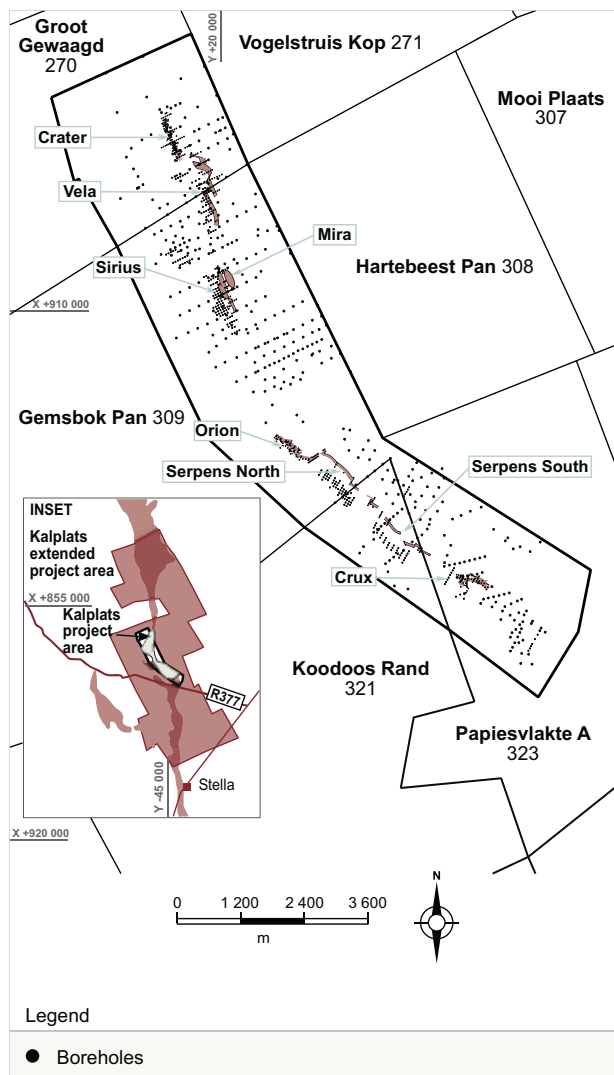 Groot
Gewaagd
270
Y +20 000
Vogelstruis Kop 271
Mooi Plaats
307
Crater
Vela
Mira
Sirius
Hartebeest Pan 308
X +910 000
Gemsbok Pan 309
Orion
Serpens North
Serpens South
Crux
INSET
Kalplats
extended
project area
X +855 000
Kalplats
project
area
R377
Y -45 000
Stella
Koodoos Rand
321
Papiesvlakte A
323
X +920 000
0 1 200 2 400 3 600
m
N
Legend
Boreholes